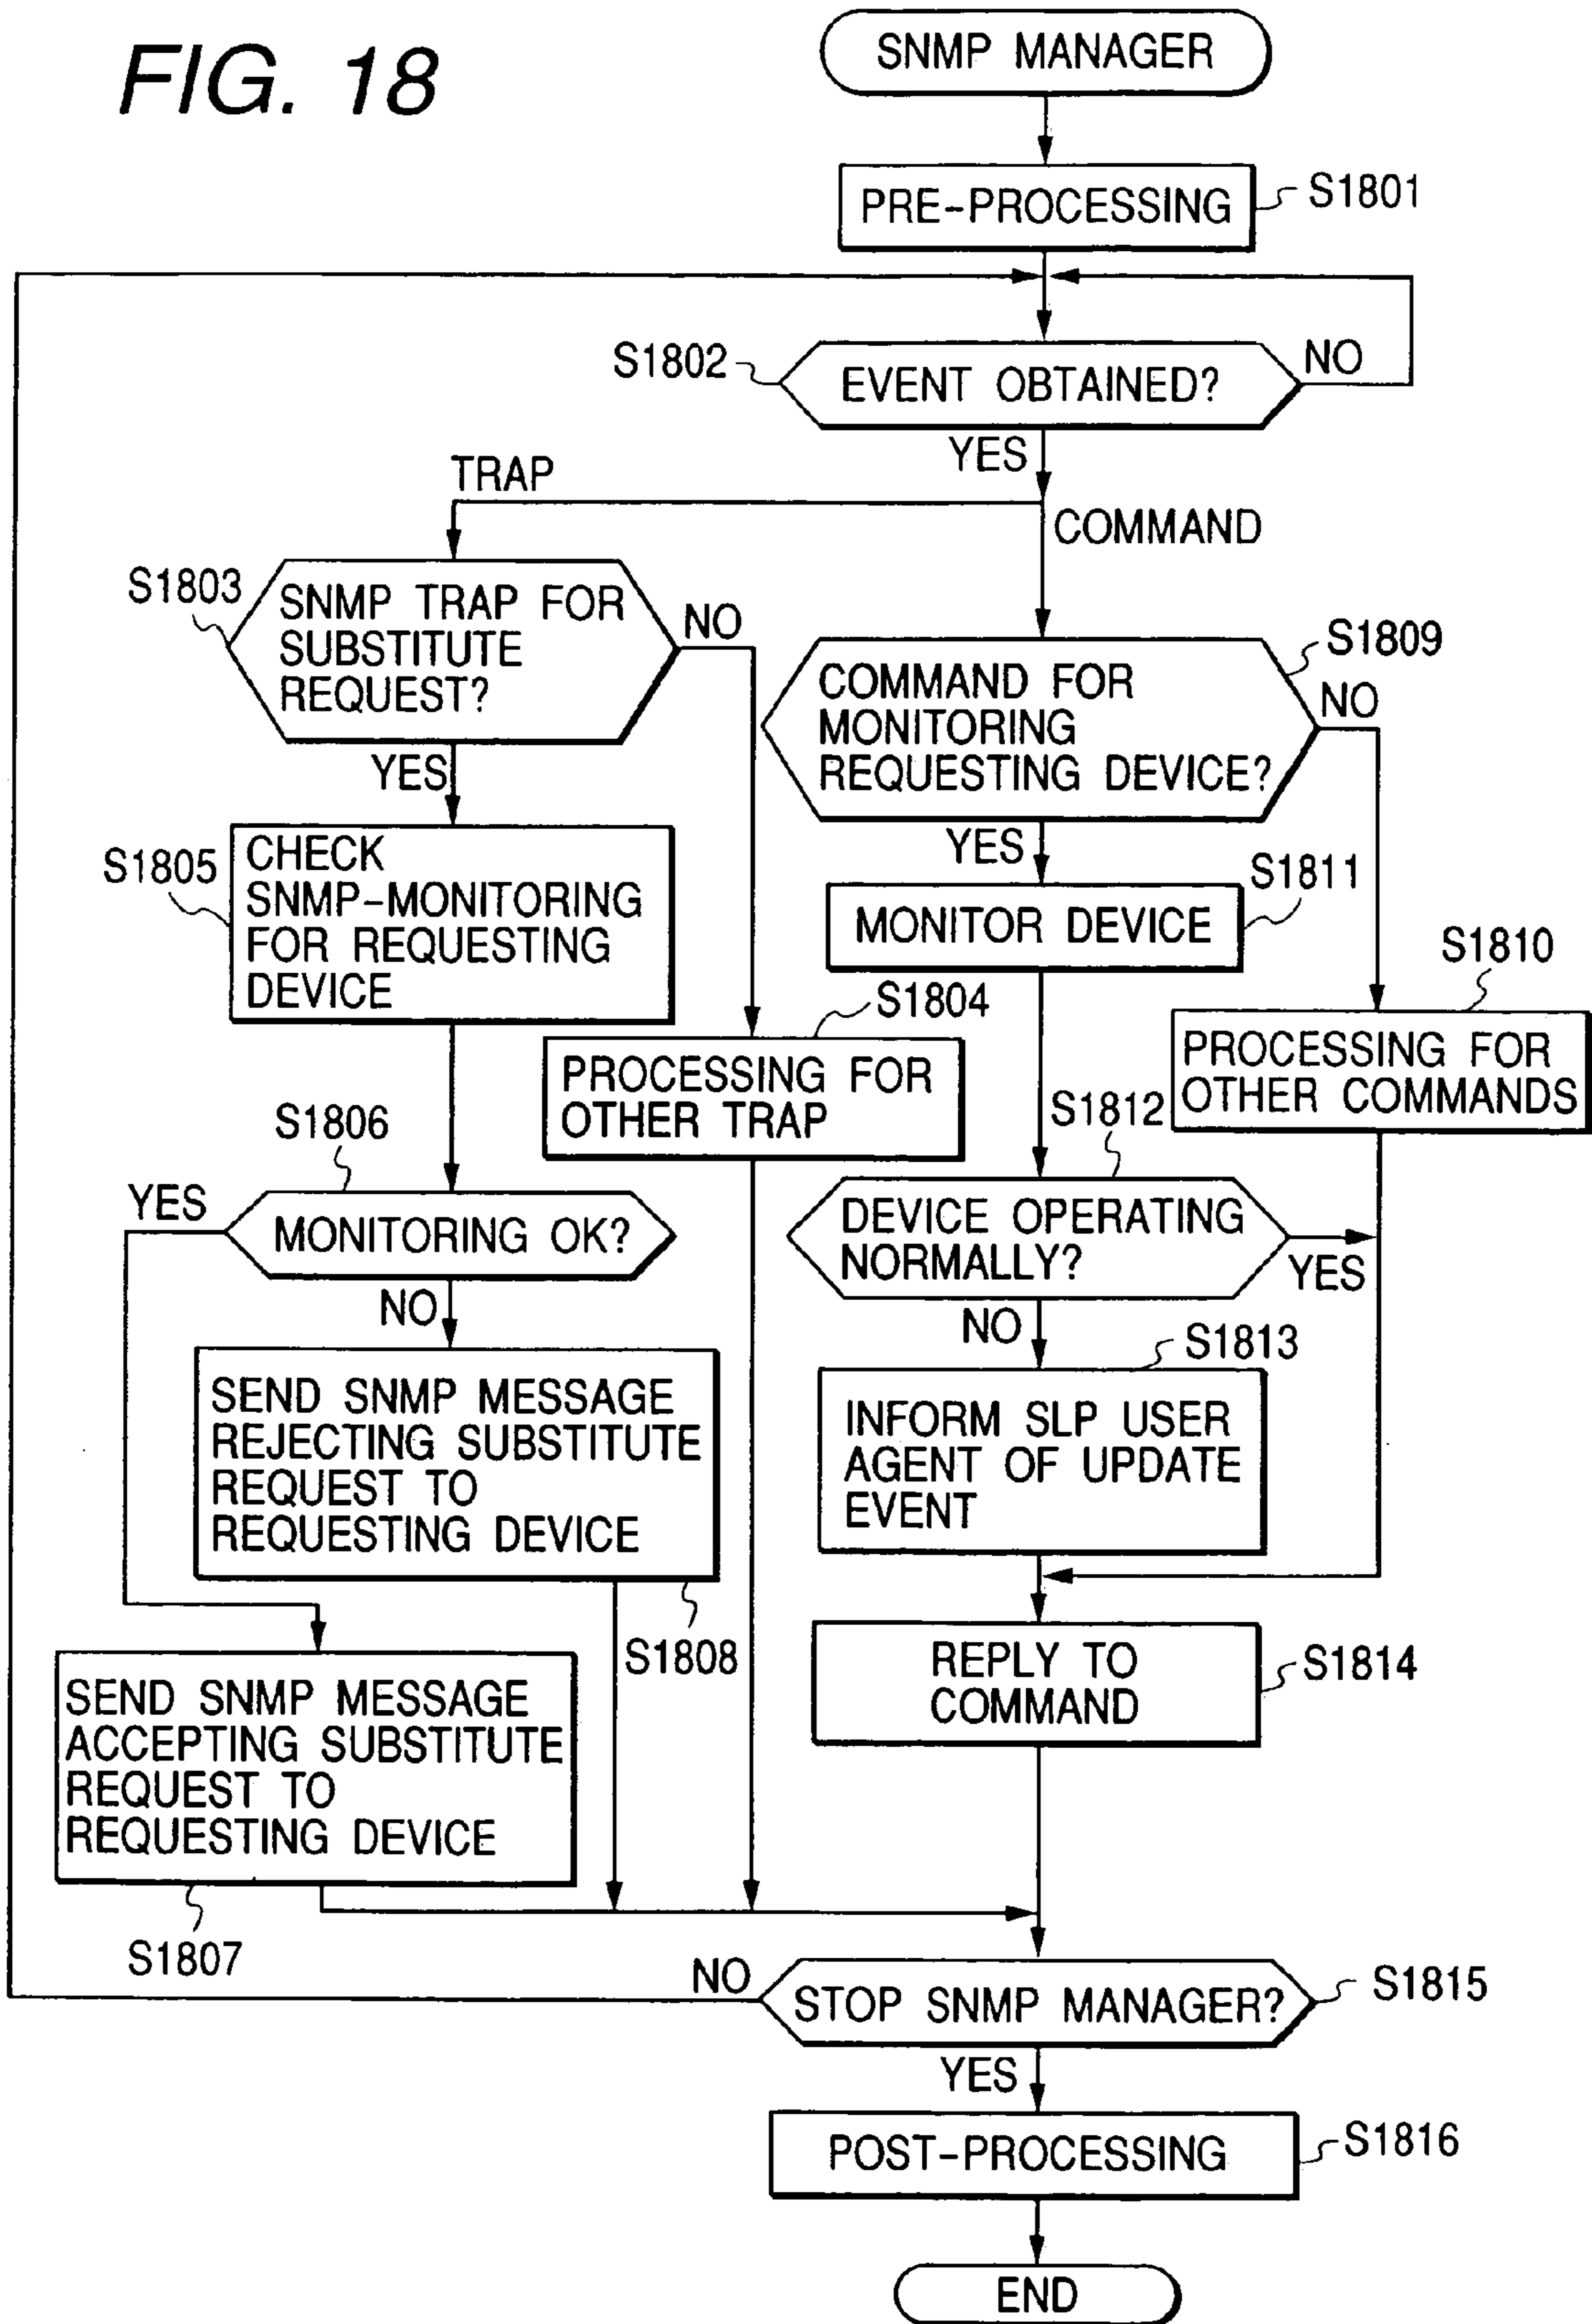 FIG. 18
SNMP MANAGER
PRE-PROCESSING
S1801
S1802
EVENT OBTAINED?
NO
YES
TRAP
COMMAND
S1803
SNMP TRAP FOR
SUBSTITUTE
REQUEST?
NO
YES
S1809
COMMAND FOR
MONITORING
REQUESTING DEVICE?
NO
YES
S1805
CHECK
SNMP-MONITORING
FOR REQUESTING
DEVICE
S1811
MONITOR DEVICE
S1804
PROCESSING FOR
OTHER TRAP
S1810
PROCESSING FOR
OTHER COMMANDS
S1806
YES
MONITORING OK?
NO
S1812
DEVICE OPERATING
NORMALLY?
YES
NO
SEND SNMP MESSAGE
REJECTING SUBSTITUTE
REQUEST TO
REQUESTING DEVICE
S1808
S1813
INFORM SLP USER
AGENT OF UPDATE
EVENT
SEND SNMP MESSAGE
ACCEPTING SUBSTITUTE
REQUEST TO
REQUESTING DEVICE
S1807
REPLY TO
COMMAND
S1814
NO
STOP SNMP MANAGER?
S1815
YES
POST-PROCESSING
S1816
END